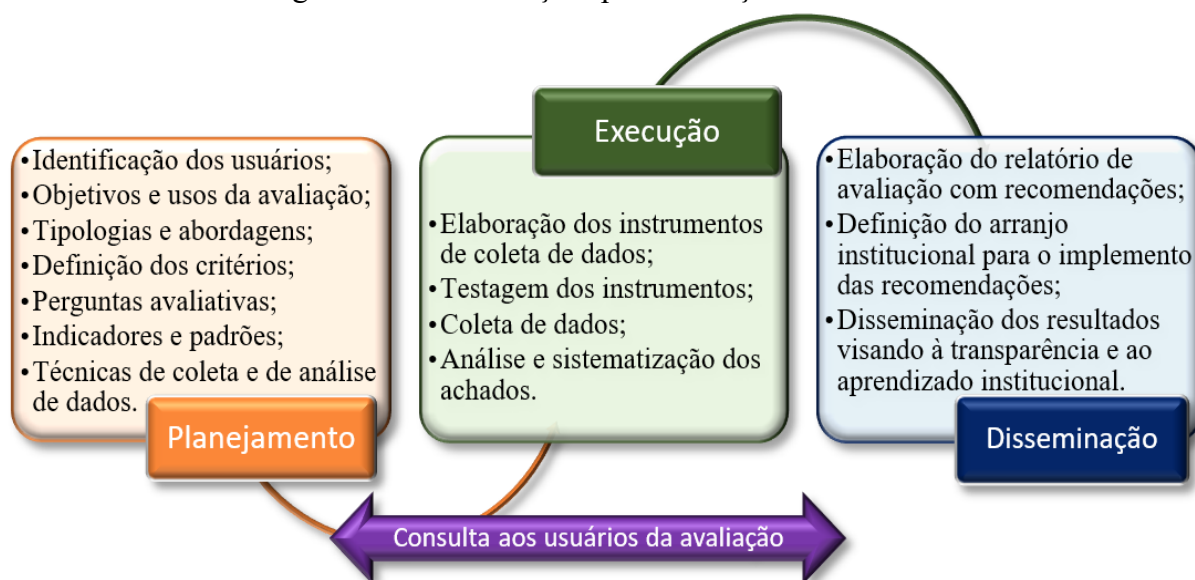 • Identificação dos usuários;
• Objetivos e usos da avaliação;
• Tipologias e abordagens;
• Definição dos critérios;
• Perguntas avaliativas;
• Indicadores e padrões;
• Técnicas de coleta e de análise
de dados.
Planejamento
Execução
• Elaboração dos instrumentos
de coleta de dados;
• Testagem dos instrumentos;
• Coleta de dados;
• Análise e sistematização dos
achados.
• Elaboração do relatório de
avaliação com recomendações;
• Definição do arranjo
institucional para o implemento
das recomendações;
• Disseminação dos resultados
visando à transparência e ao
aprendizado institucional.
Disseminação
Consulta aos usuários da avaliação